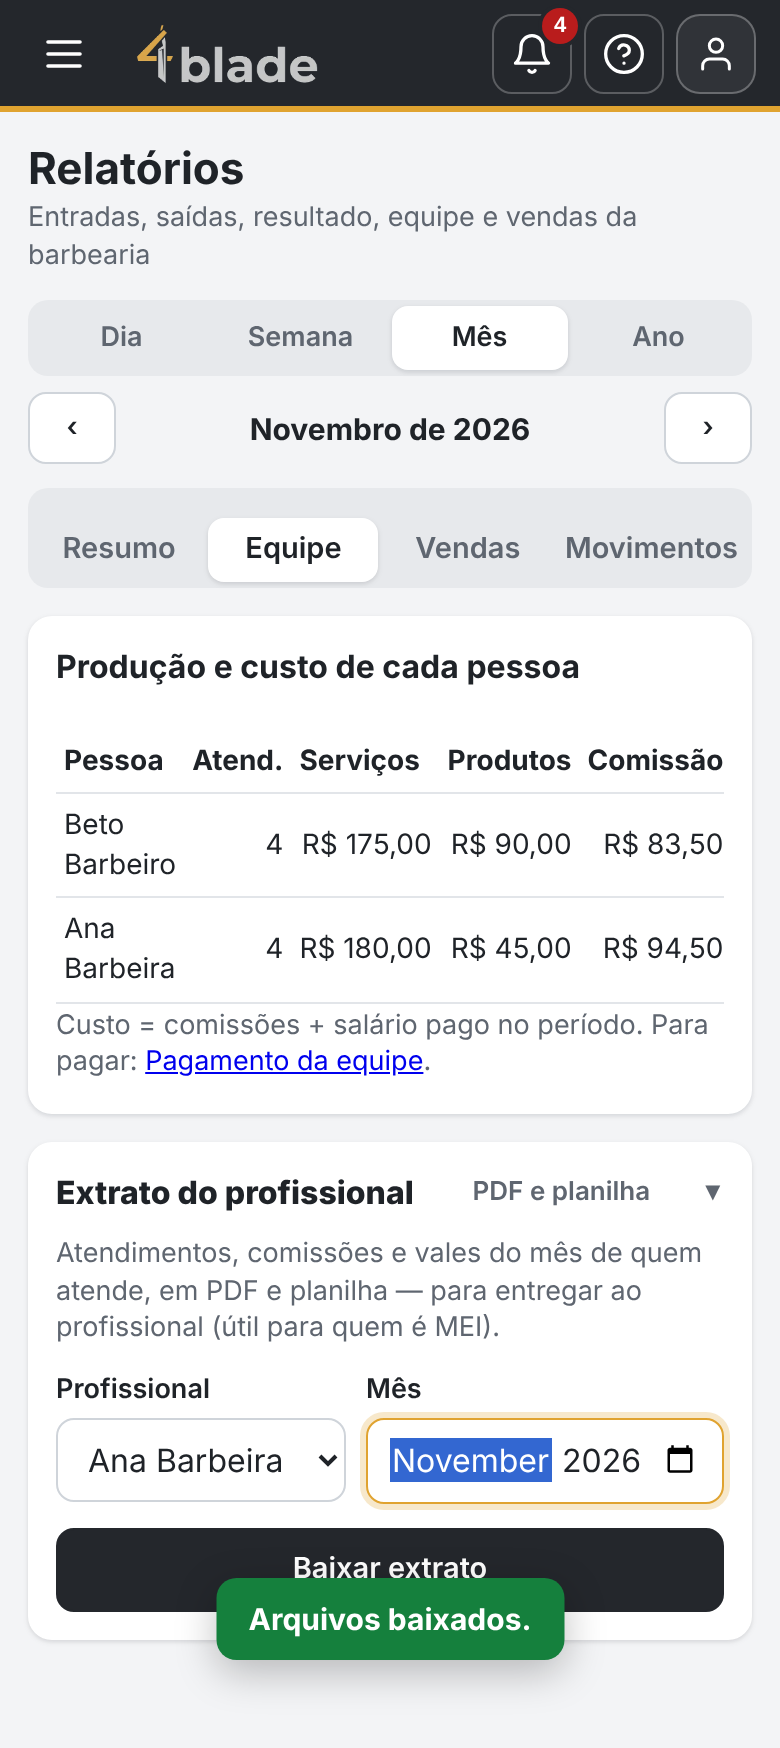 4blade
4
Relatórios
Entradas, saídas, resultado, equipe e vendas da
barbearia
Dia Semana Mês Ano
‹ Novembro de 2026 ›
Resumo Equipe Vendas Movimentos
Produção e custo de cada pessoa
Pessoa Atend. Serviços Produtos Comissão
Beto
Barbeiro 4 R$ 175,00 R$ 90,00 R$ 83,50
Ana
Barbeira 4 R$ 180,00 R$ 45,00 R$ 94,50
Custo = comissões + salário pago no período. Para
pagar: Pagamento da equipe.
Extrato do profissional PDF e planilha ▼
Atendimentos, comissões e vales do mês de quem
atende, em PDF e planilha — para entregar ao
profissional (útil para quem é MEI).
Profissional Mês
Ana Barbeira November 2026
Baixar extrato
Arquivos baixados.